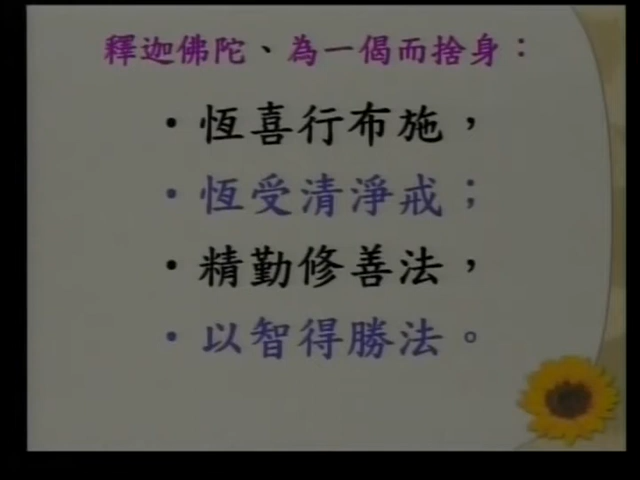 釋迦佛陀、為一偈而捨身：
・恆喜行布施，
・恆受清淨戒；
・精勤修善法，
・以智得勝法。